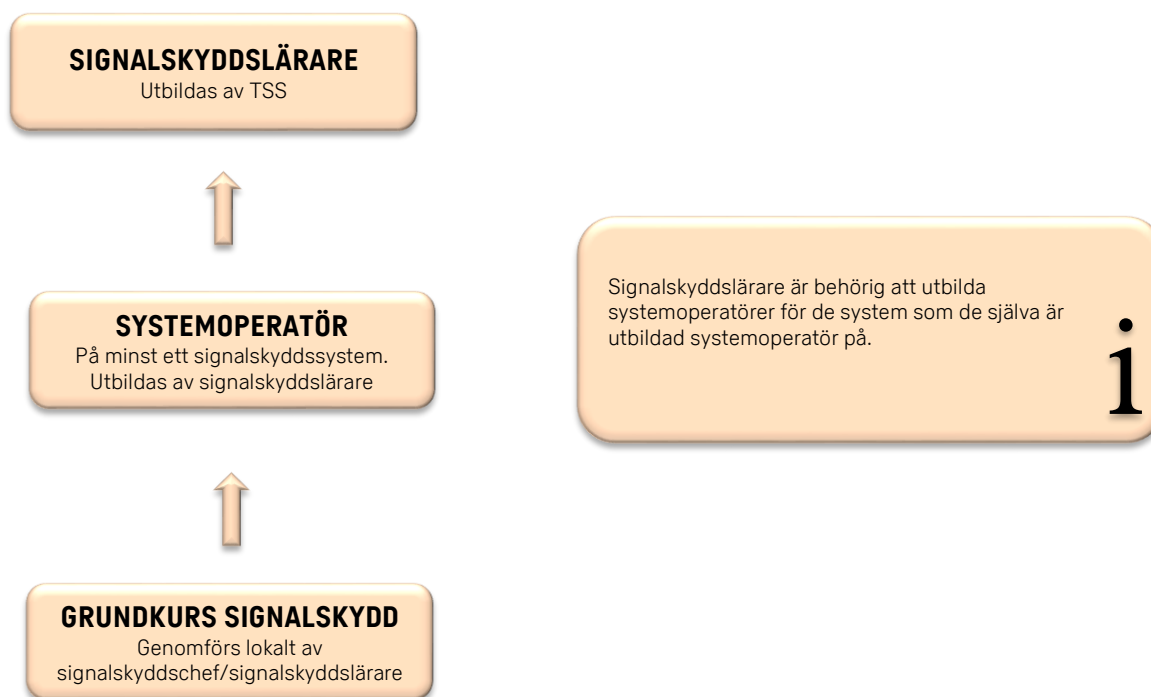 SIGNALSKYDDSLÄRARE
Utbildas av TSS
SYSTEMOPERATÖR
På minst ett signalskyddssystem.
Utbildas av signalskyddslärare
GRUNDKURS SIGNALSKYDD
Genomförs lokalt av
signalskyddschef/signalskyddslärare
Signalskyddslärare är behörig att utbilda
systemoperatörer för de system som de själva är
utbildad systemoperatör på.
i